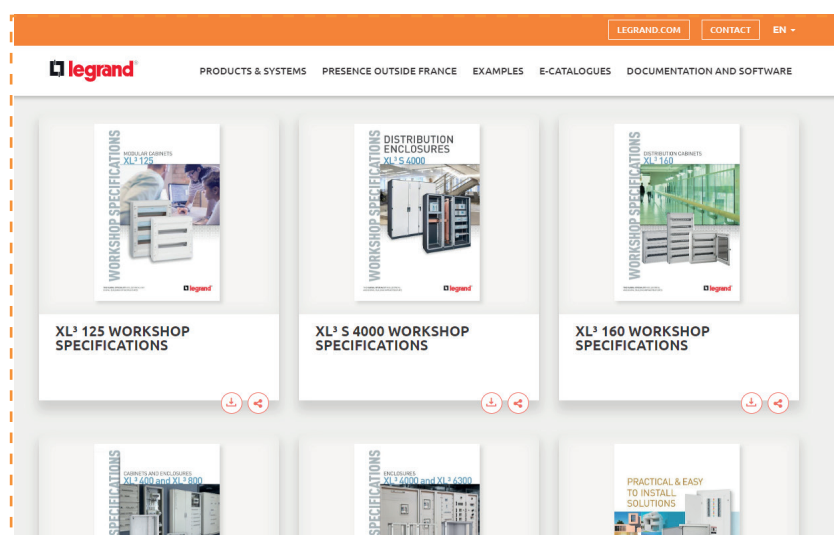 LEGRAND.COM CONTACT EN
legrand
PRODUCTS & SYSTEMS PRESENCE OUTSIDE FRANCE EXAMPLES E-CATALOGUES DOCUMENTATION AND SOFTWARE
WORKSHOP SPECIFICATIONS
MODULAR CABINETS
XL³ 125
legrand
WORKSHOP SPECIFICATIONS
DISTRIBUTION
ENCLOSURES
XL³ S 4000
legrand
WORKSHOP SPECIFICATIONS
DISTRIBUTION CABINETS
XL³ 160
legrand
XL³ 125 WORKSHOP
SPECIFICATIONS
XL³ S 4000 WORKSHOP
SPECIFICATIONS
XL³ 160 WORKSHOP
SPECIFICATIONS
SPECIFICATIONS
CABINETS AND ENCLOSURES
XL³ 400 and XL³ 800
SPECIFICATIONS
ENCLOSURES
XL³ 4000 and XL³ 6300
PRACTICAL & EASY
TO INSTALL
SOLUTIONS